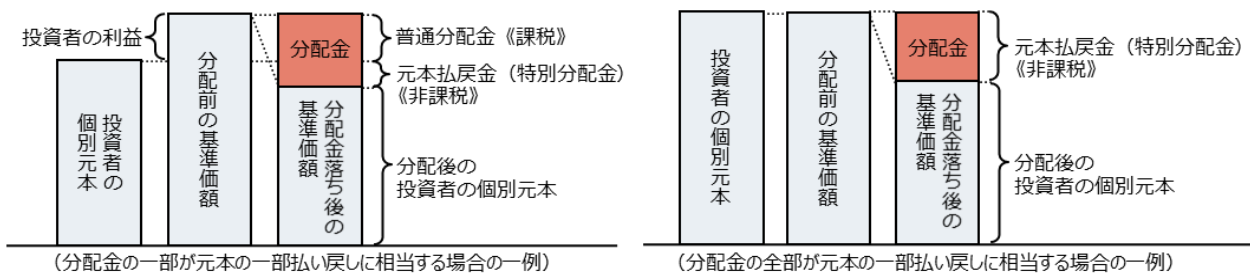 投資者の利益
投資者の
個別元本
分配前の基準価額
分配金
分配金落ち後の
基準価額
普通分配金《課税》
元本払戻金（特別分配金）
《非課税》
分配後の
投資者の個別元本
（分配金の一部が元本の一部払い戻しに相当する場合の一例）
投資者の個別元本
分配前の基準価額
分配金
分配金落ち後の
基準価額
元本払戻金（特別分配金）
《非課税》
分配後の
投資者の個別元本
（分配金の全部が元本の一部払い戻しに相当する場合の一例）